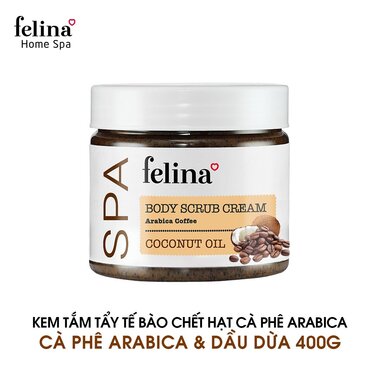 felina
Home Spa
SPA
felina
BODY SCRUB CREAM
Arabica Coffee
COCONUT OIL
KEM TẮM TẨY TẾ BÀO CHẾT HẠT CÀ PHÊ ARABICA
CÀ PHÊ ARABICA & DẦU DỪA 400G